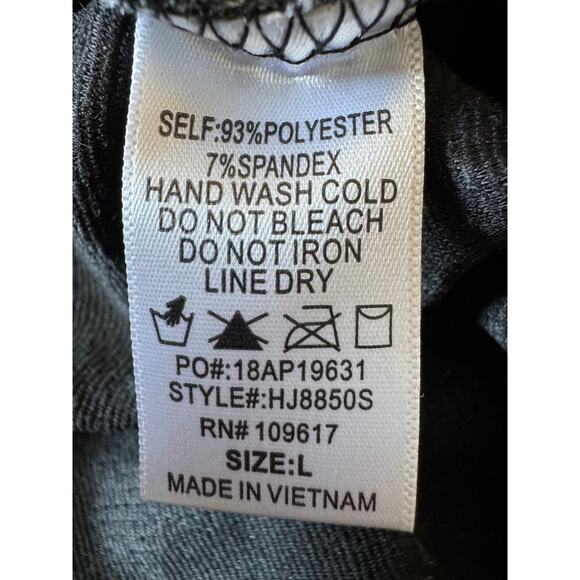 SELF:93%POLYESTER
7%SPANDEX
HAND WASH COLD
DO NOT BLEACH
DO NOT IRON
LINE DRY
PO#:18AP19631
STYLE#:HJ8850S
RN# 109617
SIZE:L
MADE IN VIETNAM